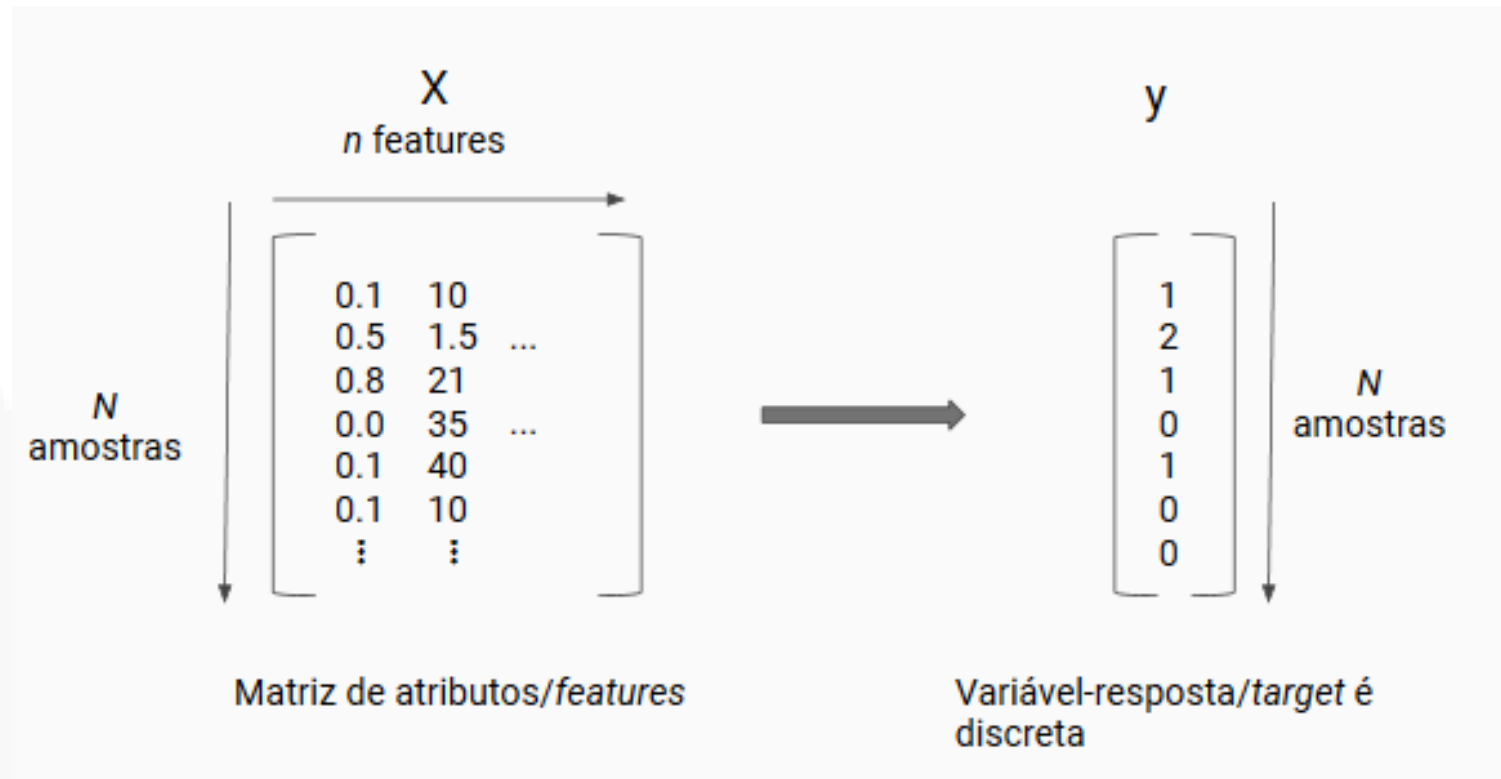 X
n features
N
amostras
0.1 10
0.5 1.5 ...
0.8 21
0.0 35 ...
0.1 40
0.1 10
⁞ ⁞
Matriz de atributos/features
y
1
2
1
0
1
0
0
N
amostras
Variável-resposta/target é
discreta